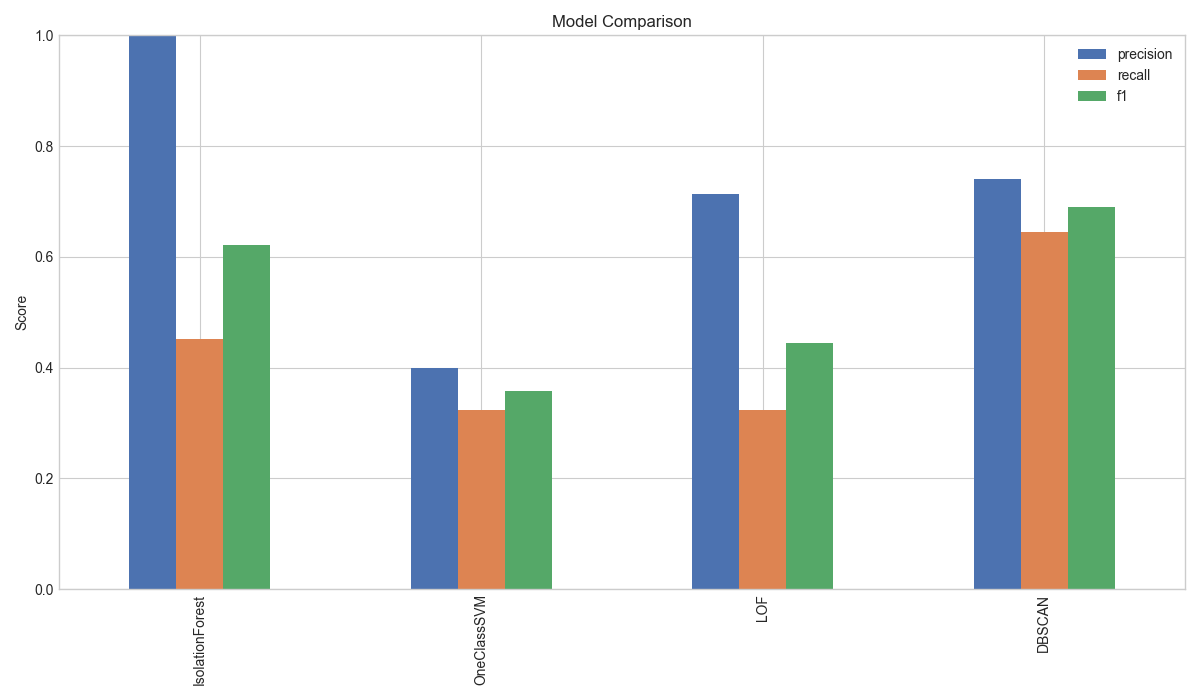 Model Comparison
1.0
0.8
0.6
0.4
0.2
0.0
Score
precision
recall
f1
IsolationForest
OneClassSVM
LOF
DBSCAN